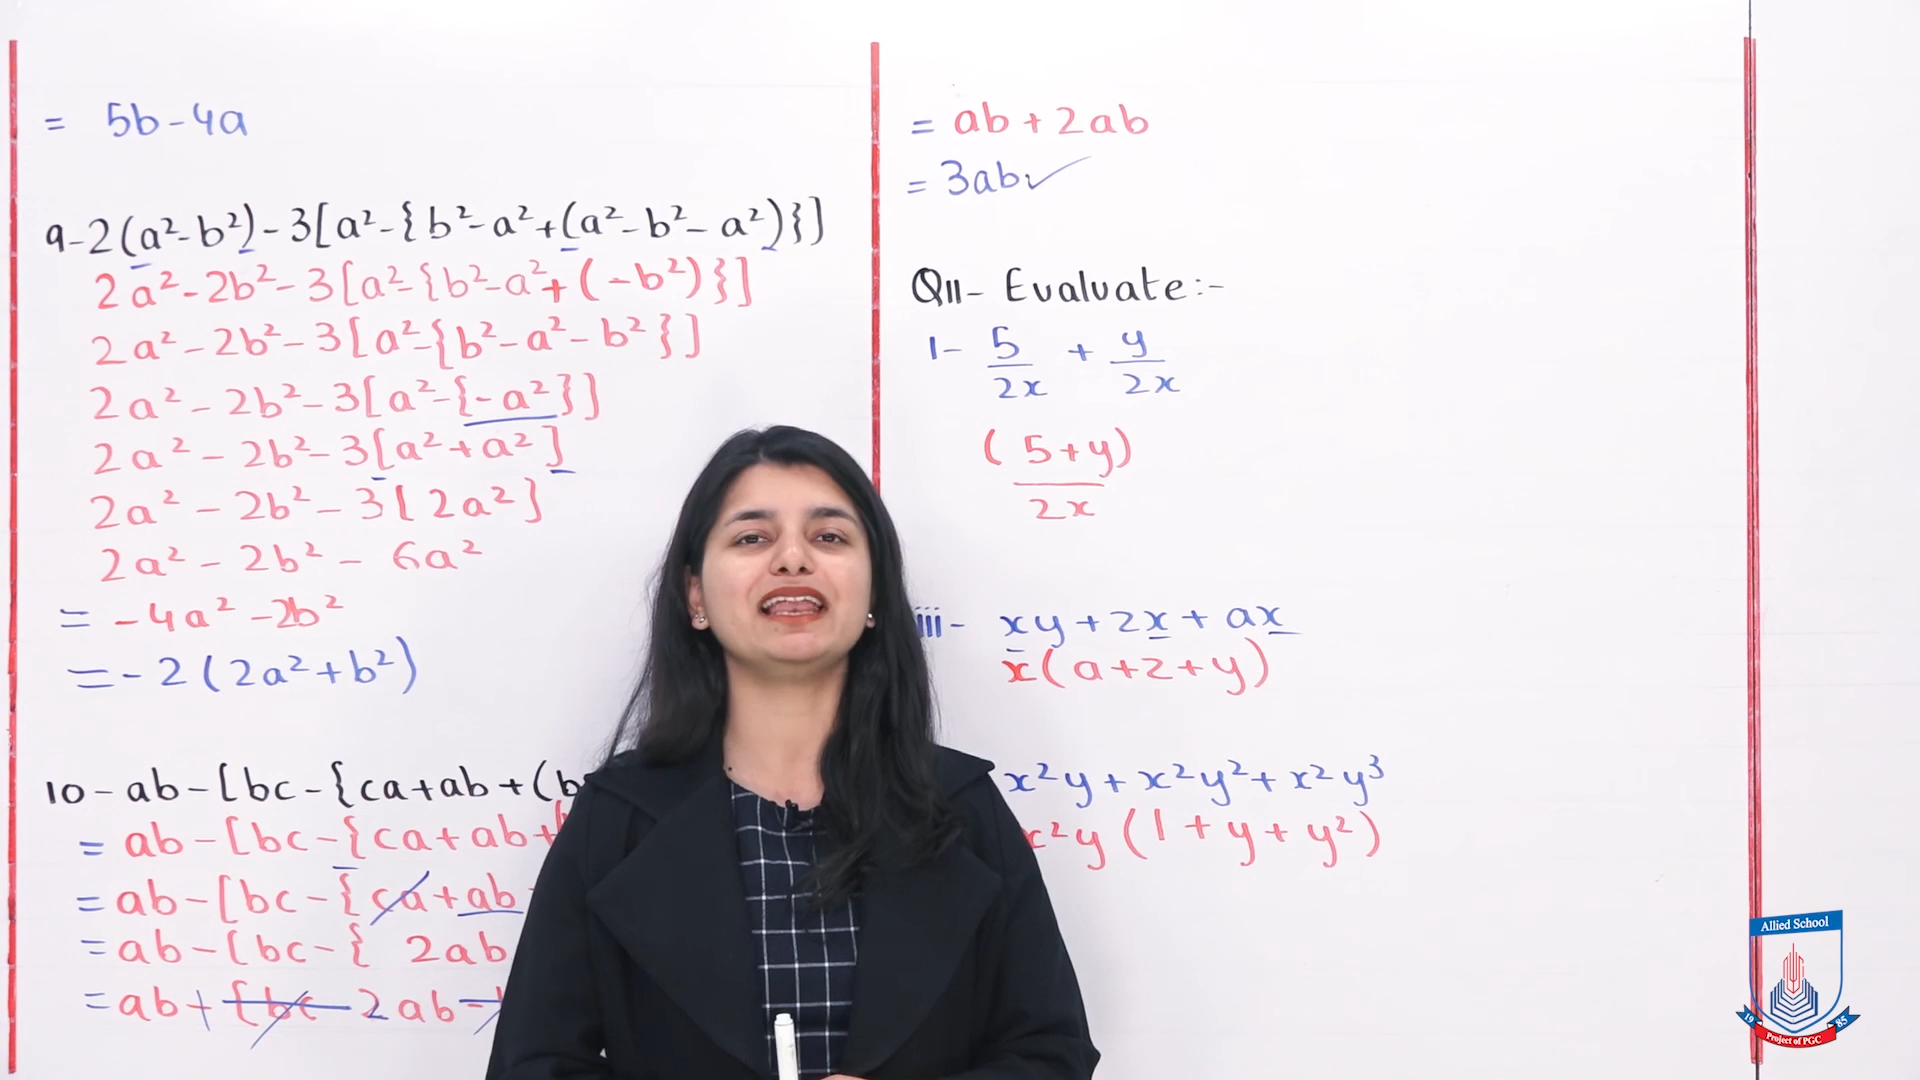 = 5b-4a
9-2(a²-b²)-3[a²-{b²-a²+(a²-b²-a²)}]
2a²-2b²-3[a²-{b²-a²+(-b²)}]
2a²-2b²-3[a²-{b²-a²-b²}]
2a²-2b²-3[a²-{-a²}]
2a²-2b²-3[a²+a²]
2a²-2b²-3[2a²]
2a²-2b²-6a²
= -4a²-2b²
= -2(2a²+b²)
10-ab-[bc-{ca+ab+(b
= ab-[bc-{ca+ab+
= ab-[bc-{ca+ab
= ab-[bc-{ 2ab
= ab+[bc-2ab-
= ab+2ab
= 3ab✓
QII- Evaluate:-
1- 5/2x + y/2x
(5+y)/2x
iii- xy+2x+ax
x(a+2+y)
x²y+x²y²+x²y³
x²y(1+y+y²)
Allied School
19 85
Project of PGC